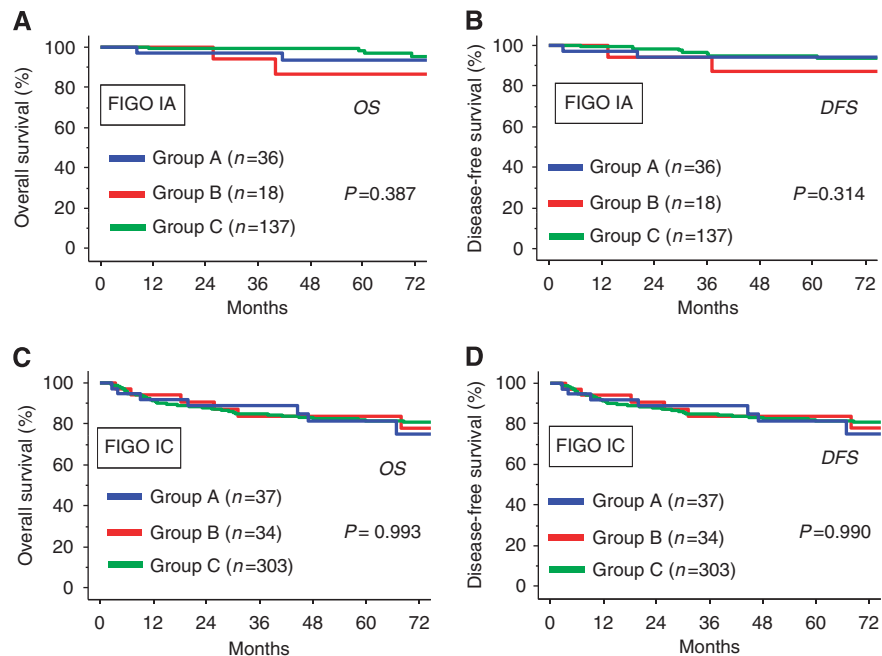 A
Overall survival (%)
100
80
60
40
20
0
FIGO IA
OS
Group A (n=36)
Group B (n=18)
Group C (n=137)
P=0.387
0 12 24 36 48 60 72
Months
B
Disease-free survival (%)
100
80
60
40
20
0
FIGO IA
DFS
Group A (n=36)
Group B (n=18)
Group C (n=137)
P=0.314
0 12 24 36 48 60 72
Months
C
Overall survival (%)
100
80
60
40
20
0
FIGO IC
OS
Group A (n=37)
Group B (n=34)
Group C (n=303)
P= 0.993
0 12 24 36 48 60 72
Months
D
Disease-free survival (%)
100
80
60
40
20
0
FIGO IC
DFS
Group A (n=37)
Group B (n=34)
Group C (n=303)
P=0.990
0 12 24 36 48 60 72
Months